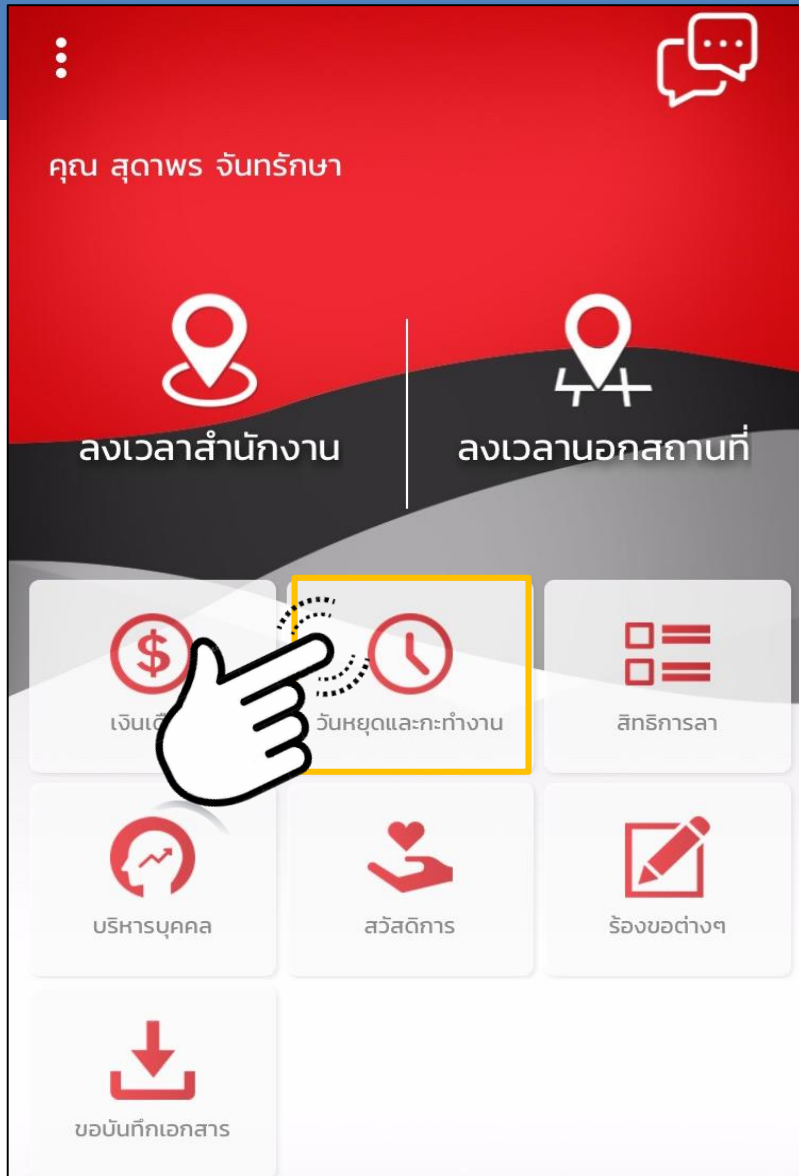 คุณ สุดาพร จันทรักษา
ลงเวลาสำนักงาน
ลงเวลานอกสถานที่
วันหยุดและกะทำงาน
สิทธิการลา
บริหารบุคคล
สวัสดิการ
ร้องขอต่างๆ
ขอบันทึกเอกสาร